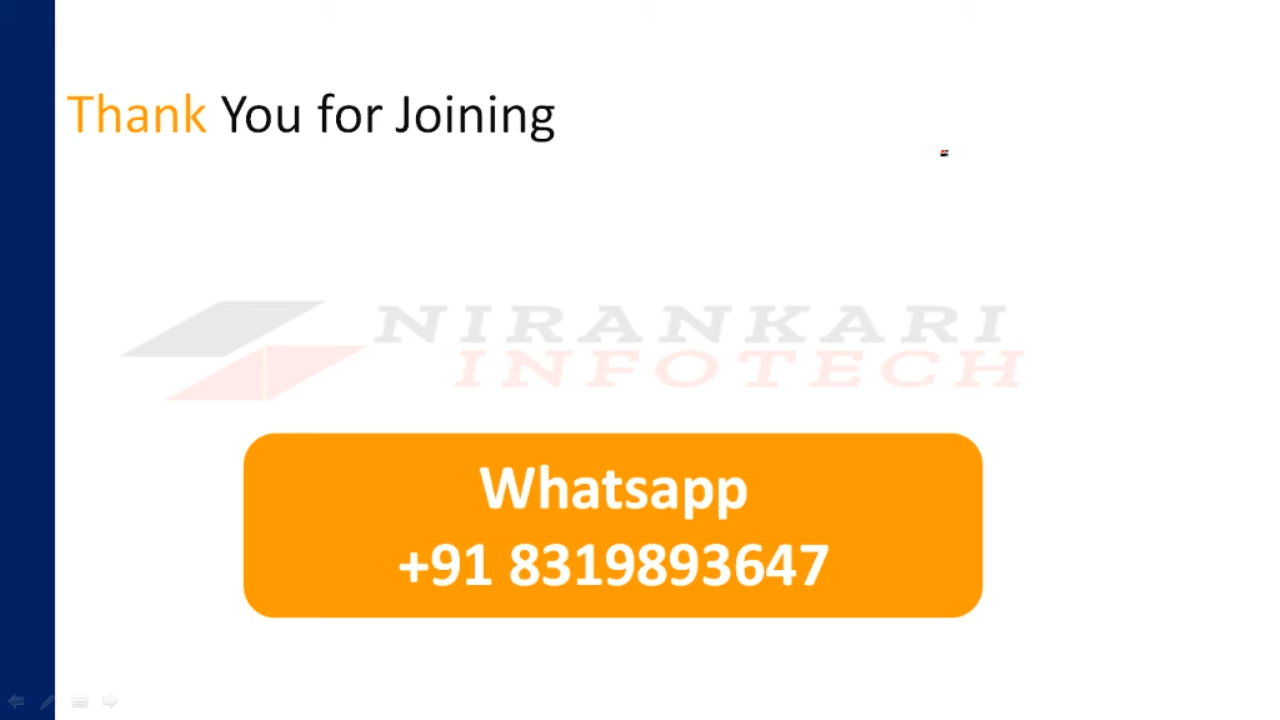 Thank You for Joining
NIRANKARI
INFOTECH
Whatsapp
+91 8319893647